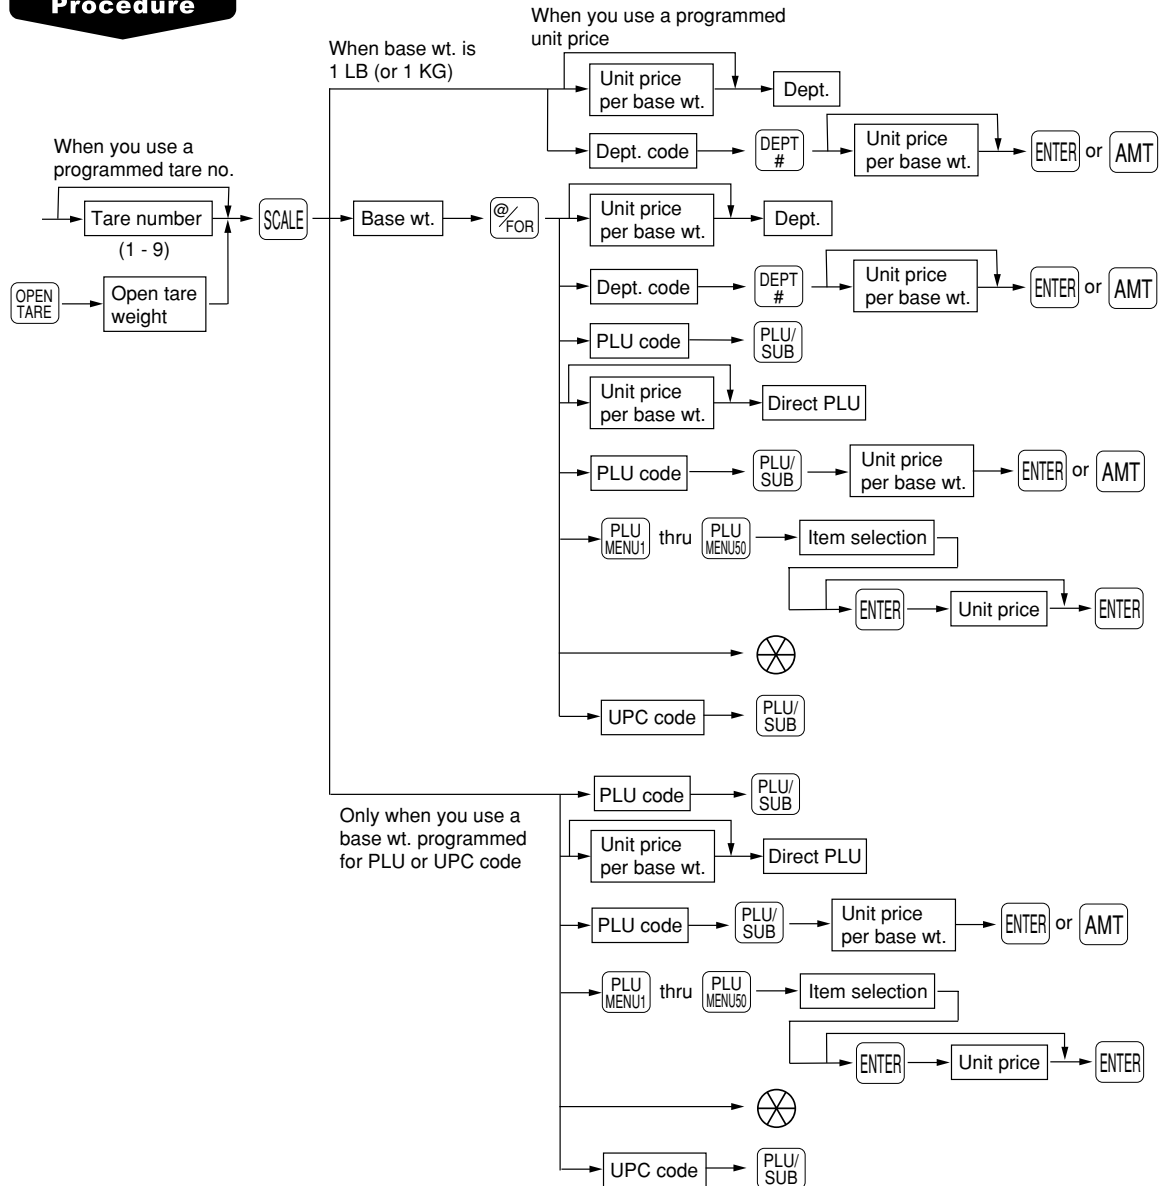 Procedure
When you use a programmed
unit price
When base wt. is
1 LB (or 1 KG)
Unit price
per base wt.
Dept.
When you use a
programmed tare no.
Dept. code
DEPT
#
Unit price
per base wt.
ENTER or AMT
Tare number
(1 - 9)
SCALE
Base wt.
@/FOR
Unit price
per base wt.
Dept.
OPEN
TARE
Open tare
weight
Dept. code
DEPT
#
Unit price
per base wt.
ENTER or AMT
PLU code
PLU/
SUB
Unit price
per base wt.
Direct PLU
PLU code
PLU/
SUB
Unit price
per base wt.
ENTER or AMT
PLU
MENU1
thru
PLU
MENU50
Item selection
ENTER
Unit price
ENTER
UPC code
PLU/
SUB
PLU code
PLU/
SUB
Only when you use a
base wt. programmed
for PLU or UPC code
Unit price
per base wt.
Direct PLU
PLU code
PLU/
SUB
Unit price
per base wt.
ENTER or AMT
PLU
MENU1
thru
PLU
MENU50
Item selection
ENTER
Unit price
ENTER
UPC code
PLU/
SUB